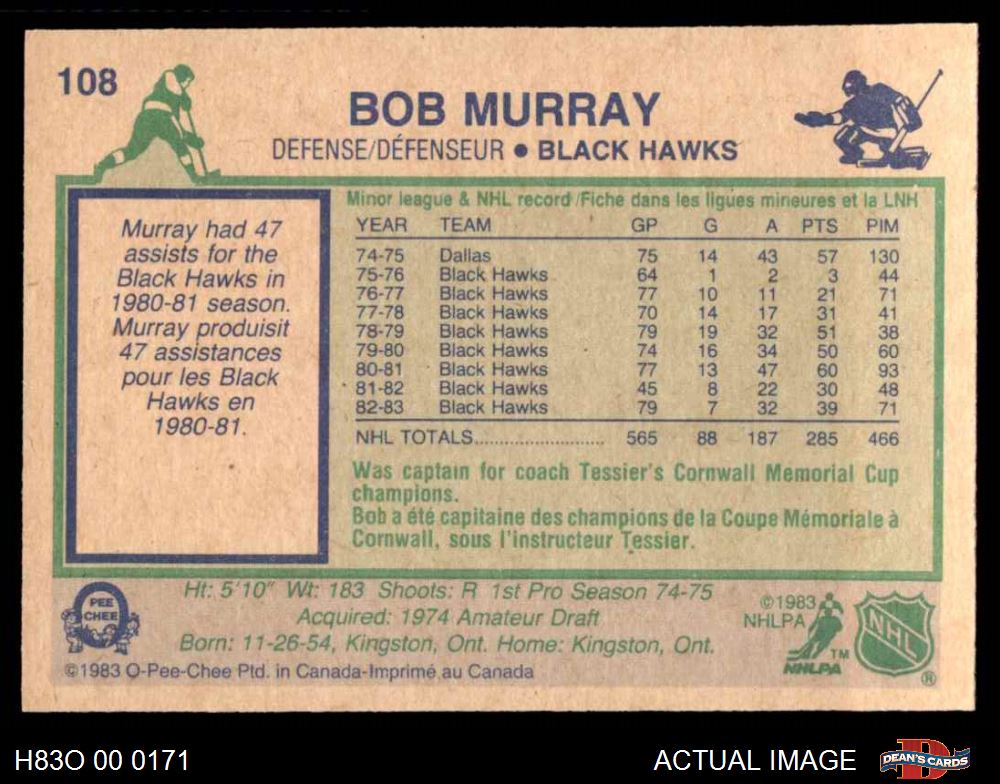 108
BOB MURRAY
DEFENSE/DÉFENSEUR • BLACK HAWKS
Murray had 47
assists for the
Black Hawks in
1980-81 season.
Murray produisit
47 assistances
pour les Black
Hawks en
1980-81.
Minor league & NHL record/Fiche dans les ligues mineures et la LNH
YEAR TEAM GP G A PTS PIM
74-75 Dallas 75 14 43 57 130
75-76 Black Hawks 64 1 2 3 44
76-77 Black Hawks 77 10 11 21 71
77-78 Black Hawks 70 14 17 31 41
78-79 Black Hawks 79 19 32 51 38
79-80 Black Hawks 74 16 34 50 60
80-81 Black Hawks 77 13 47 60 93
81-82 Black Hawks 45 8 22 30 48
82-83 Black Hawks 79 7 32 39 71
NHL TOTALS............................ 565 88 187 285 466
Was captain for coach Tessier's Cornwall Memorial Cup
champions.
Bob a été capitaine des champions de la Coupe Mémoriale à
Cornwall, sous l'instructeur Tessier.
Ht: 5'10" Wt: 183 Shoots: R 1st Pro Season 74-75
Acquired: 1974 Amateur Draft
Born: 11-26-54, Kingston, Ont. Home: Kingston, Ont.
©1983 O-Pee-Chee Ptd. in Canada-Imprimé au Canada
PEE
CHEE
©1983
NHLPA
TM
NHLPA
NHL
®
H83O 00 0171
ACTUAL IMAGE
D
DEAN'S CARDS